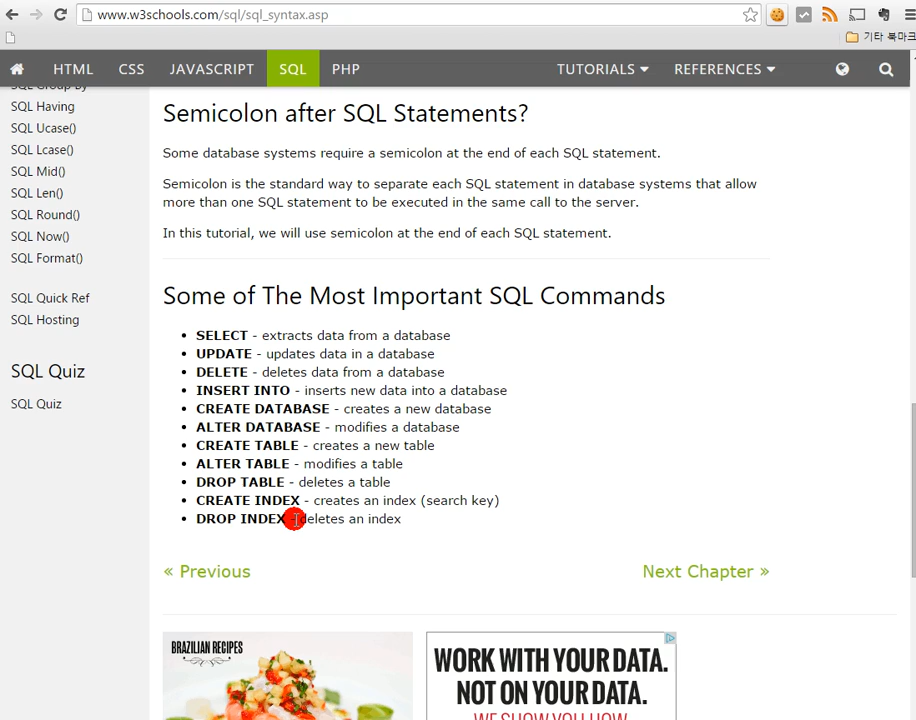 www.w3schools.com/sql/sql_syntax.asp
기타 북마크
HTML CSS JAVASCRIPT SQL PHP TUTORIALS REFERENCES
SQL Group By
SQL Having
SQL Ucase()
SQL Lcase()
SQL Mid()
SQL Len()
SQL Round()
SQL Now()
SQL Format()
SQL Quick Ref
SQL Hosting
SQL Quiz
SQL Quiz
Semicolon after SQL Statements?
Some database systems require a semicolon at the end of each SQL statement.
Semicolon is the standard way to separate each SQL statement in database systems that allow
more than one SQL statement to be executed in the same call to the server.
In this tutorial, we will use semicolon at the end of each SQL statement.
Some of The Most Important SQL Commands
• SELECT - extracts data from a database
• UPDATE - updates data in a database
• DELETE - deletes data from a database
• INSERT INTO - inserts new data into a database
• CREATE DATABASE - creates a new database
• ALTER DATABASE - modifies a database
• CREATE TABLE - creates a new table
• ALTER TABLE - modifies a table
• DROP TABLE - deletes a table
• CREATE INDEX - creates an index (search key)
• DROP INDEX - deletes an index
« Previous
Next Chapter »
BRAZILIAN RECIPES
WORK WITH YOUR DATA.
NOT ON YOUR DATA.
WE SHOW YOU HOW